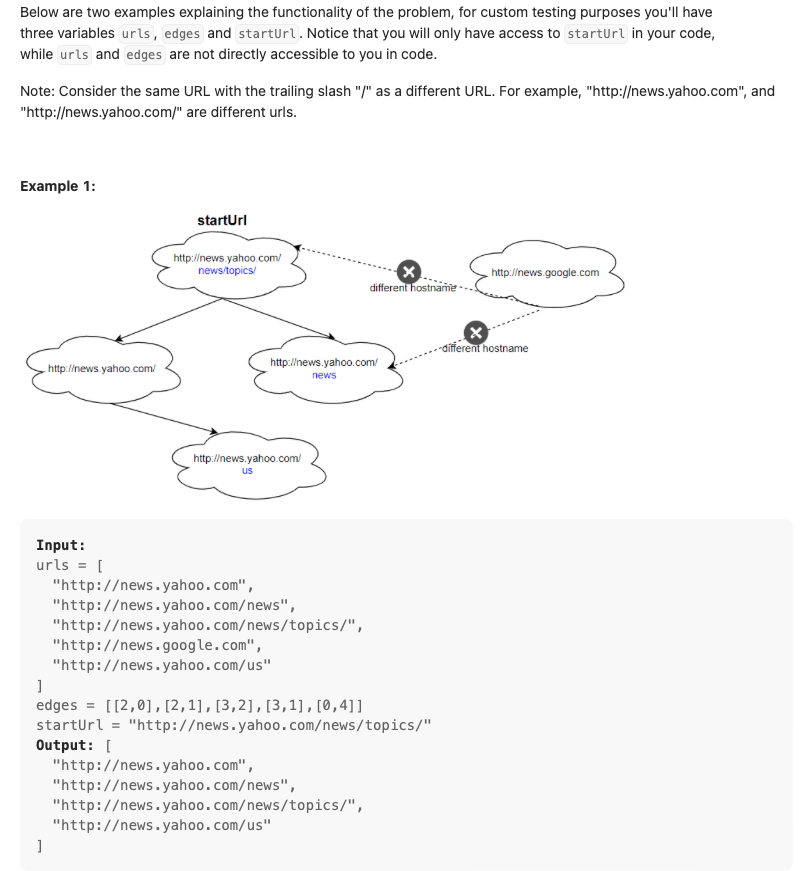 Below are two examples explaining the functionality of the problem, for custom testing purposes you'll have
three variables urls, edges and startUrl. Notice that you will only have access to startUrl in your code,
while urls and edges are not directly accessible to you in code.
Note: Consider the same URL with the trailing slash "/" as a different URL. For example, "http://news.yahoo.com", and
"http://news.yahoo.com/" are different urls.
Example 1:
startUrl
http://news.yahoo.com/
news/topics/
http://news.google.com
different hostname
different hostname
http://news.yahoo.com/
http://news.yahoo.com/
news
http://news.yahoo.com/
us
Input:
urls = [
"http://news.yahoo.com",
"http://news.yahoo.com/news",
"http://news.yahoo.com/news/topics/",
"http://news.google.com",
"http://news.yahoo.com/us"
]
edges = [[2,0],[2,1],[3,2],[3,1],[0,4]]
startUrl = "http://news.yahoo.com/news/topics/"
Output: [
"http://news.yahoo.com",
"http://news.yahoo.com/news",
"http://news.yahoo.com/news/topics/",
"http://news.yahoo.com/us"
]